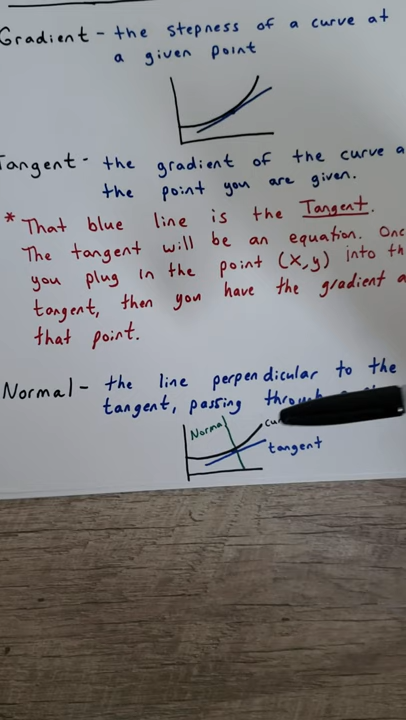 Gradient - the stepness of a curve at
a given point
Tangent - the gradient of the curve a
the point you are given.
* That blue line is the Tangent.
The tangent will be an equation. Onc
you plug in the point (x,y) into th
tangent, then you have the gradient a
that point.
Normal - the line perpendicular to the
tangent, passing through
Normal
cu
tangent